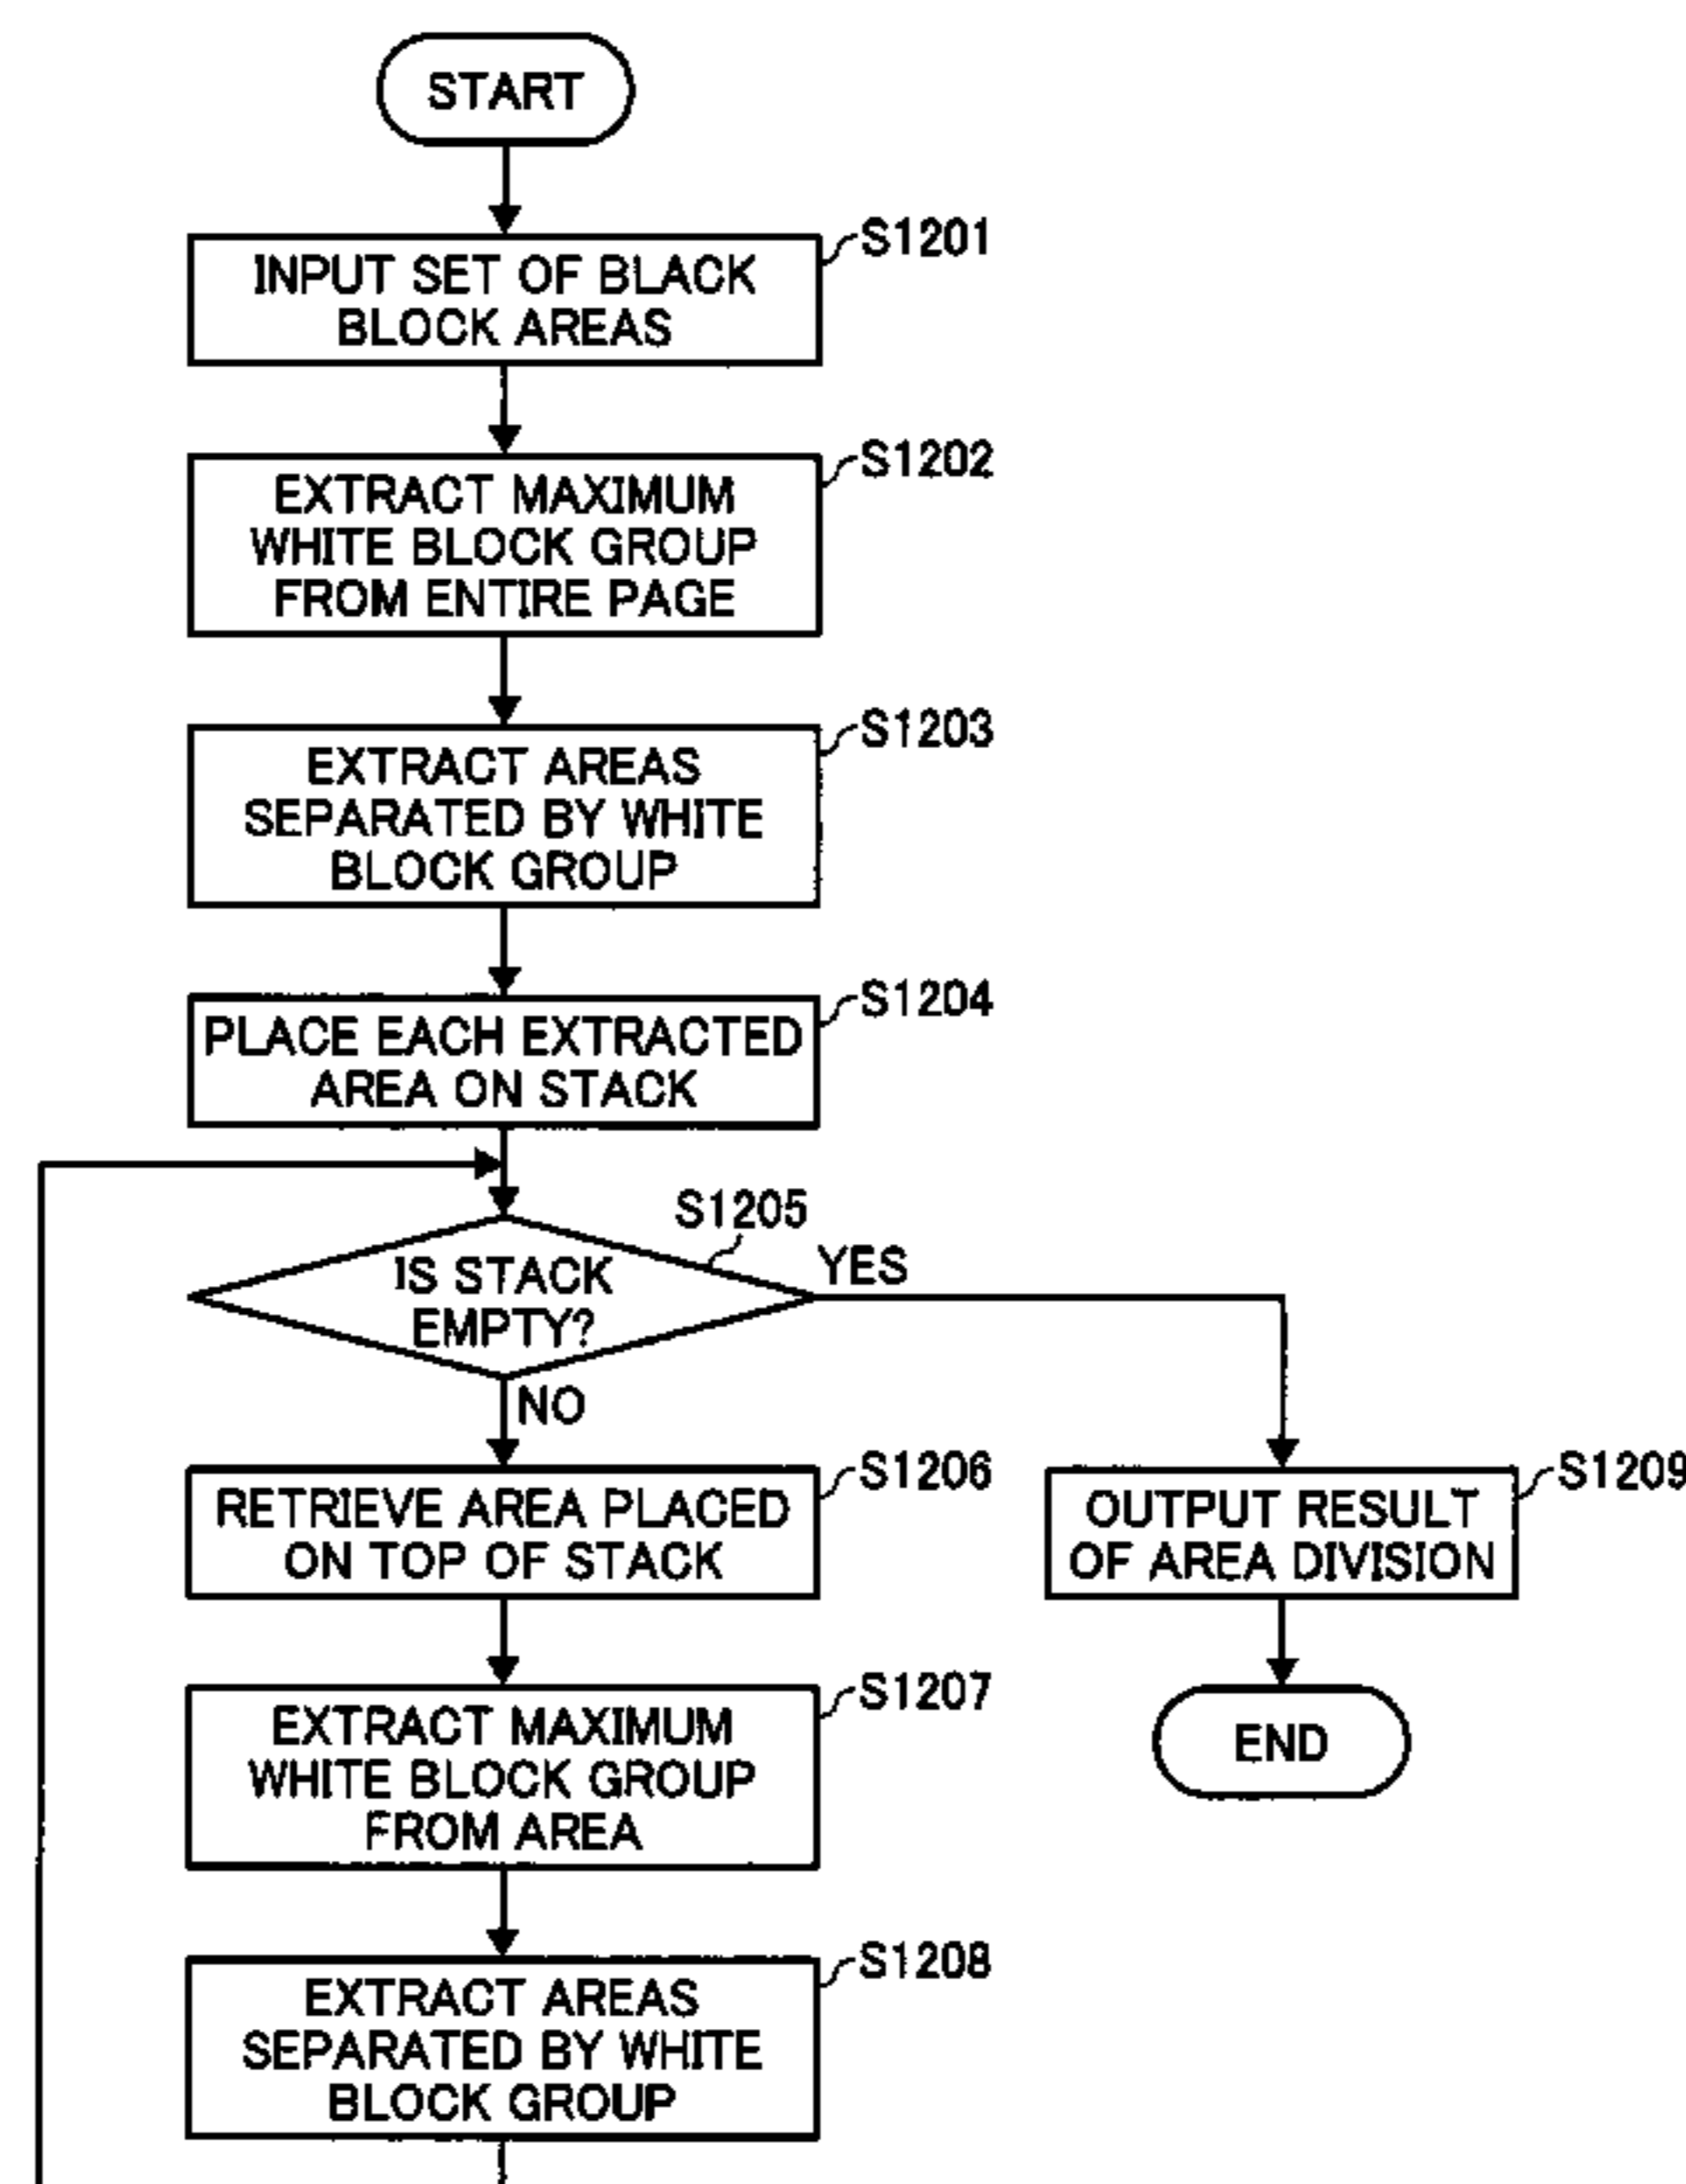 START
S1201
INPUT SET OF BLACK
BLOCK AREAS
S1202
EXTRACT MAXIMUM
WHITE BLOCK GROUP
FROM ENTIRE PAGE
S1203
EXTRACT AREAS
SEPARATED BY WHITE
BLOCK GROUP
S1204
PLACE EACH EXTRACTED
AREA ON STACK
S1205
IS STACK
EMPTY?
YES
NO
S1206
RETRIEVE AREA PLACED
ON TOP OF STACK
S1209
OUTPUT RESULT
OF AREA DIVISION
S1207
EXTRACT MAXIMUM
WHITE BLOCK GROUP
FROM AREA
END
S1208
EXTRACT AREAS
SEPARATED BY WHITE
BLOCK GROUP